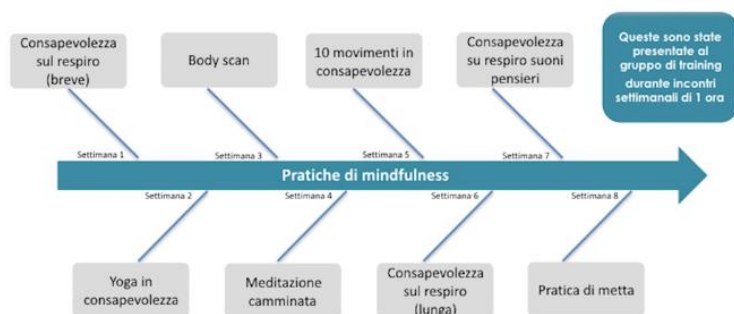 Consapevolezza
sul respiro
(breve)
Body scan
10 movimenti in
consapevolezza
Consapevolezza
su respiro suoni
pensieri
Queste sono state
presentate al
gruppo di training
durante incontri
settimanali di 1 ora
Settimana 1
Settimana 3
Settimana 5
Settimana 7
Pratiche di mindfulness
Settimana 2
Settimana 4
Settimana 6
Settimana 8
Yoga in
consapevolezza
Meditazione
camminata
Consapevolezza
sul respiro
(lunga)
Pratica di metta